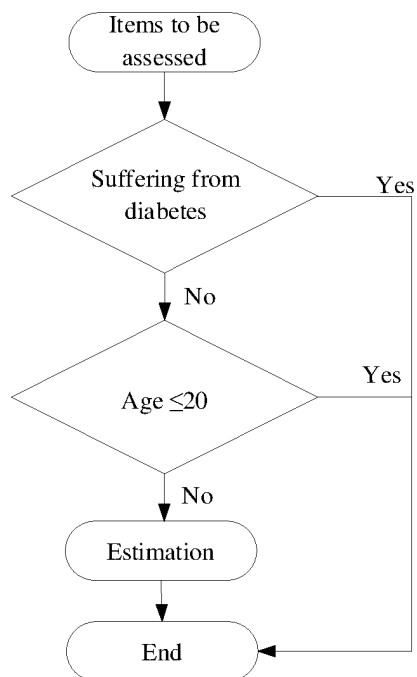 Items to be
assessed
Suffering from
diabetes
Yes
No
Age ≤20
Yes
No
Estimation
End